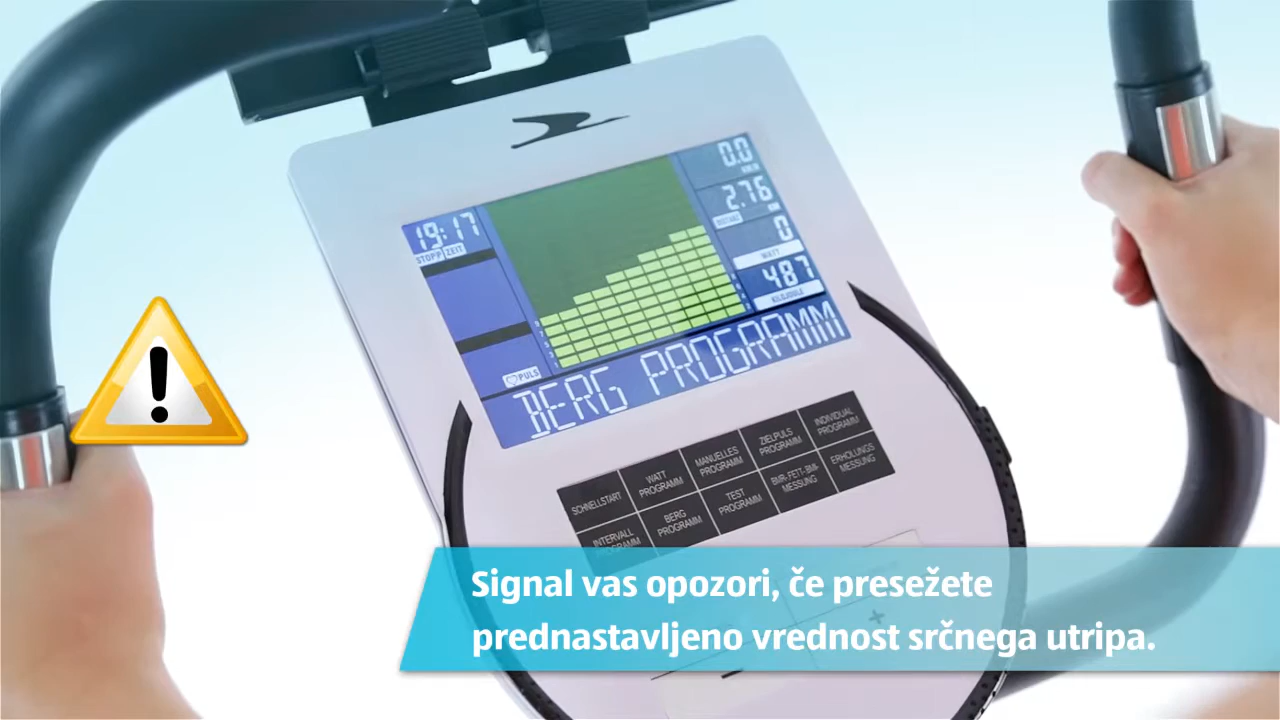 0.0
2.76
19:17
STOPP ZEIT
0
WATT
487
KILOJOULE
PULS
BERG PROGRAMM
SCHNELLSTART
WATT
PROGRAMM
MANUELLES
PROGRAMM
ZIELPULS
PROGRAMM
INDIVIDUAL
PROGRAMM
INTERVALL
BERG
PROGRAMM
TEST
PROGRAMM
BMR-FETT-BMI-
MESSUNG
ERHOLUNGS
MESSUNG
+
Signal vas opozori, če presežete
prednastavljeno vrednost srčnega utripa.